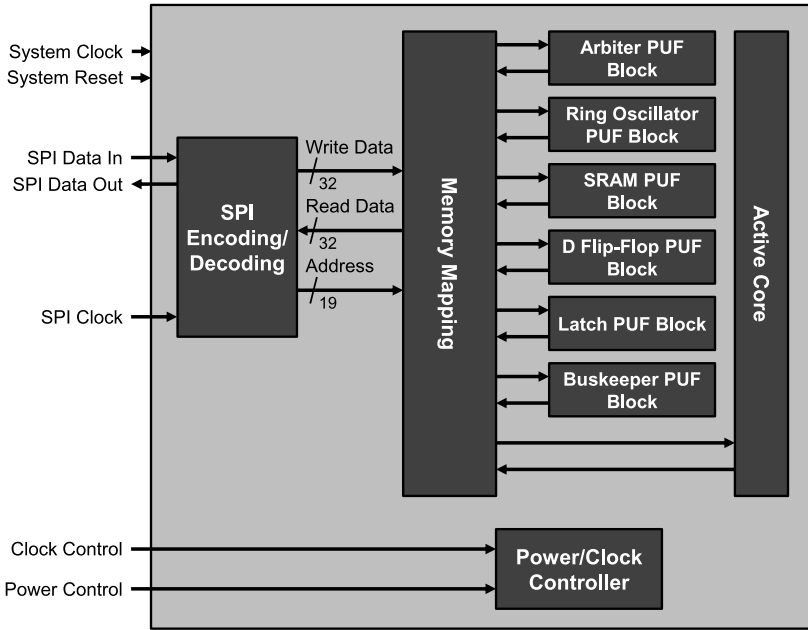 System Clock
System Reset
SPI Data In
SPI Data Out
SPI Clock
SPI
Encoding/
Decoding
Write Data
32
Read Data
32
Address
19
Memory Mapping
Arbiter PUF
Block
Ring Oscillator
PUF Block
SRAM PUF
Block
D Flip-Flop PUF
Block
Latch PUF Block
Buskeeper PUF
Block
Active Core
Clock Control
Power Control
Power/Clock
Controller